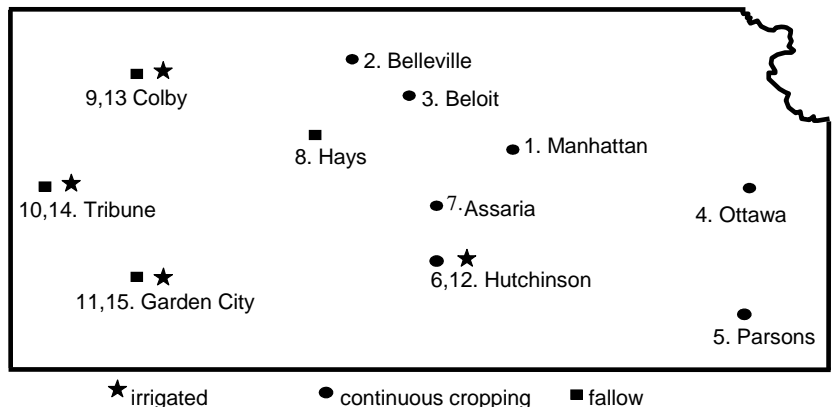 2. Belleville
9,13 Colby
3. Beloit
8. Hays
1. Manhattan
10,14. Tribune
7. Assaria
4. Ottawa
11,15. Garden City
6,12. Hutchinson
5. Parsons
irrigated
continuous cropping
fallow